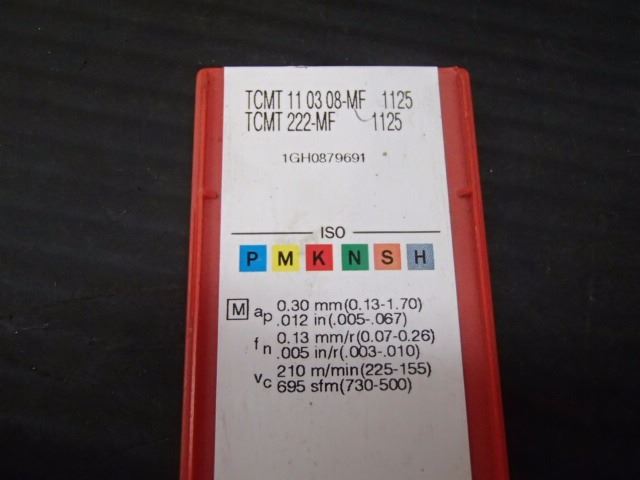 TCMT 11 03 08-MF 1125
TCMT 222-MF 1125
1GH0879691
ISO
P M K N S H
M ap 0.30 mm(0.13-1.70)
.012 in(.005-.067)
fn 0.13 mm/r(0.07-0.26)
.005 in/r(.003-.010)
vc 210 m/min(225-155)
695 sfm(730-500)